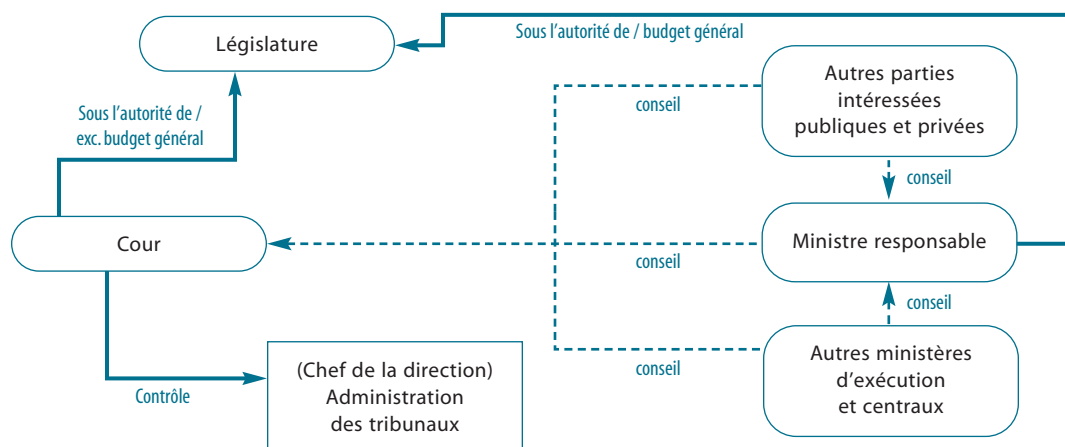 Sous l'autorité de / budget général
Législature
Autres parties
intéressées
publiques et privées
conseil
Sous l'autorité de /
exc. budget général
conseil
Cour
Ministre responsable
conseil
conseil
(Chef de la direction)
Administration
des tribunaux
Autres ministères
d'exécution
et centraux
conseil
Contrôle